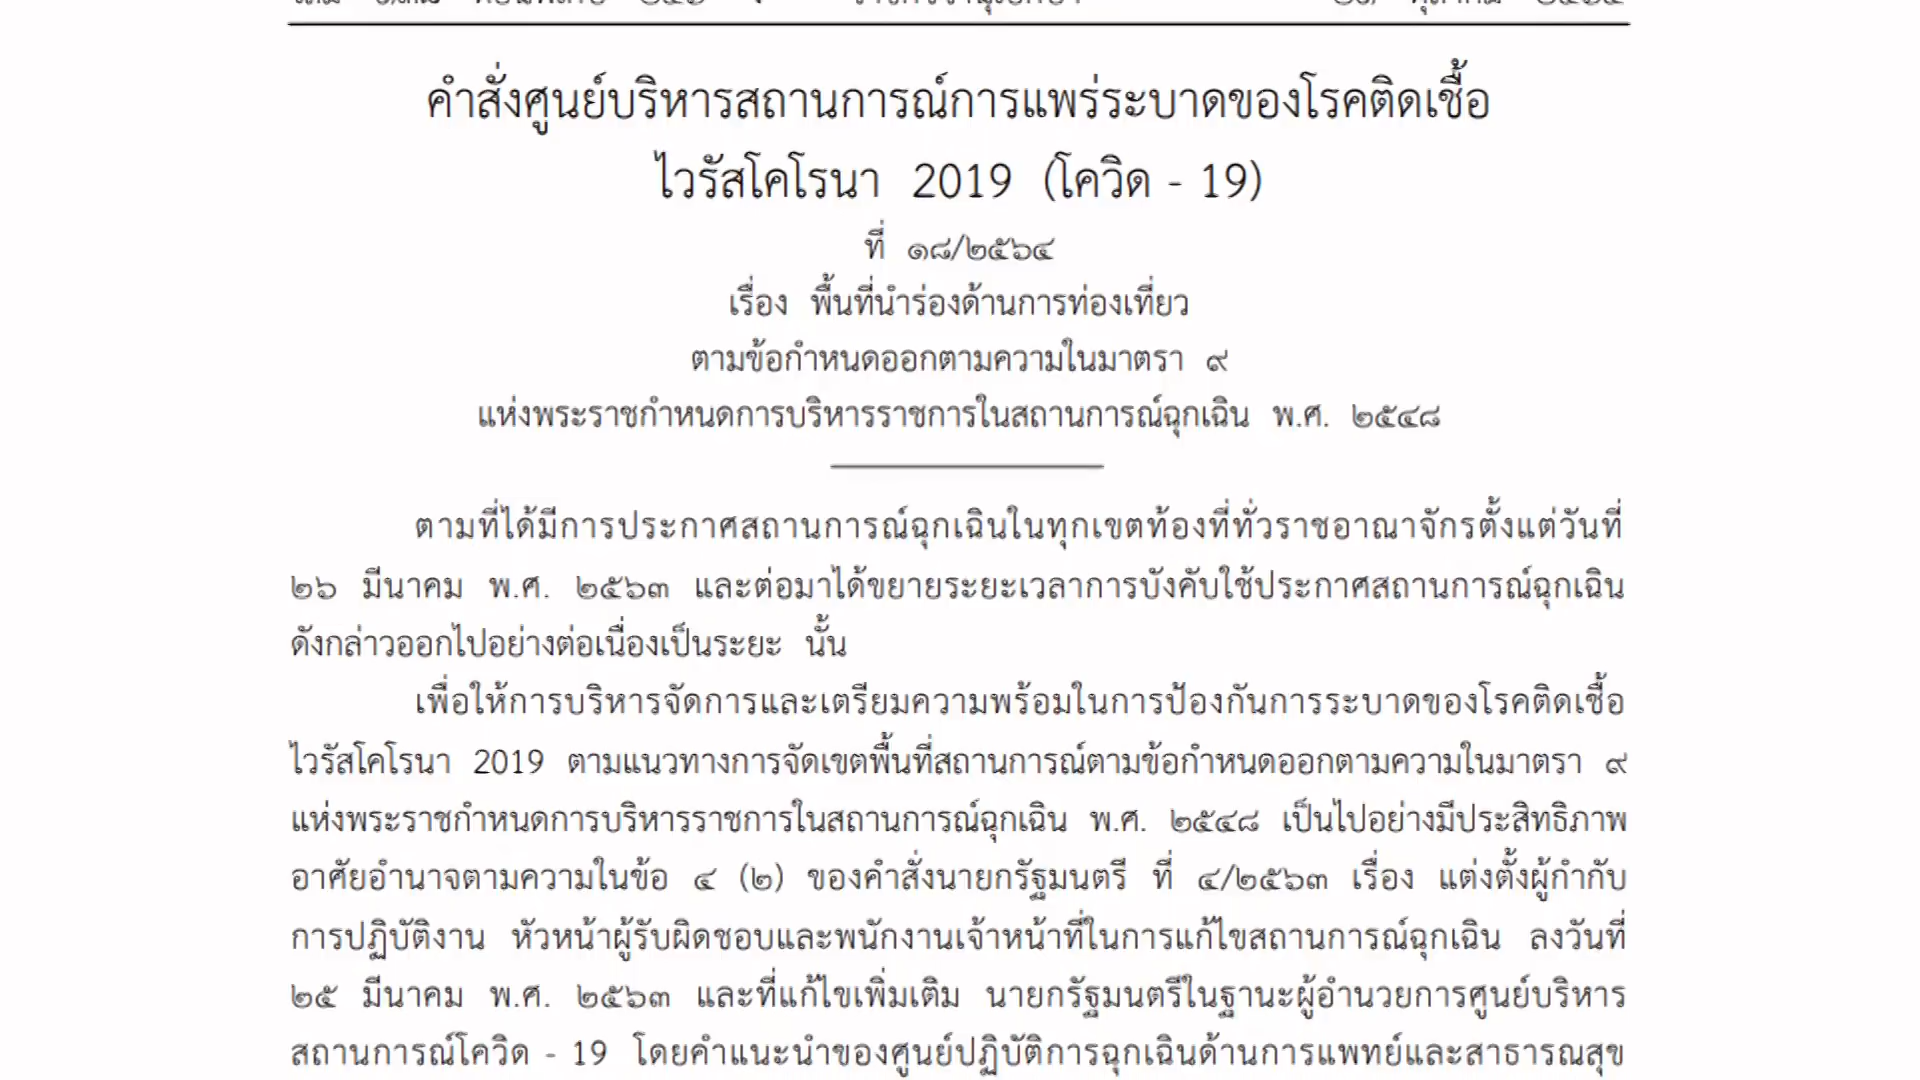 คำสั่งศูนย์บริหารสถานการณ์การแพร่ระบาดของโรคติดเชื้อ
ไวรัสโคโรนา 2019 (โควิด - 19)
ที่ ๑๘/๒๕๖๔
เรื่อง พื้นที่นำร่องด้านการท่องเที่ยว
ตามข้อกำหนดออกตามความในมาตรา ๙
แห่งพระราชกำหนดการบริหารราชการในสถานการณ์ฉุกเฉิน พ.ศ. ๒๕๔๘
ตามที่ได้มีการประกาศสถานการณ์ฉุกเฉินในทุกเขตท้องที่ทั่วราชอาณาจักรตั้งแต่วันที่
๒๖ มีนาคม พ.ศ. ๒๕๖๓ และต่อมาได้ขยายระยะเวลาการบังคับใช้ประกาศสถานการณ์ฉุกเฉิน
ดังกล่าวออกไปอย่างต่อเนื่องเป็นระยะ นั้น
เพื่อให้การบริหารจัดการและเตรียมความพร้อมในการป้องกันการระบาดของโรคติดเชื้อ
ไวรัสโคโรนา 2019 ตามแนวทางการจัดเขตพื้นที่สถานการณ์ตามข้อกำหนดออกตามความในมาตรา ๙
แห่งพระราชกำหนดการบริหารราชการในสถานการณ์ฉุกเฉิน พ.ศ. ๒๕๔๘ เป็นไปอย่างมีประสิทธิภาพ
อาศัยอำนาจตามความในข้อ ๔ (๒) ของคำสั่งนายกรัฐมนตรี ที่ ๔/๒๕๖๓ เรื่อง แต่งตั้งผู้กำกับ
การปฏิบัติงาน หัวหน้าผู้รับผิดชอบและพนักงานเจ้าหน้าที่ในการแก้ไขสถานการณ์ฉุกเฉิน ลงวันที่
๒๕ มีนาคม พ.ศ. ๒๕๖๓ และที่แก้ไขเพิ่มเติม นายกรัฐมนตรีในฐานะผู้อำนวยการศูนย์บริหาร
สถานการณ์โควิด - 19 โดยคำแนะนำของศูนย์ปฏิบัติการฉุกเฉินด้านการแพทย์และสาธารณสุข